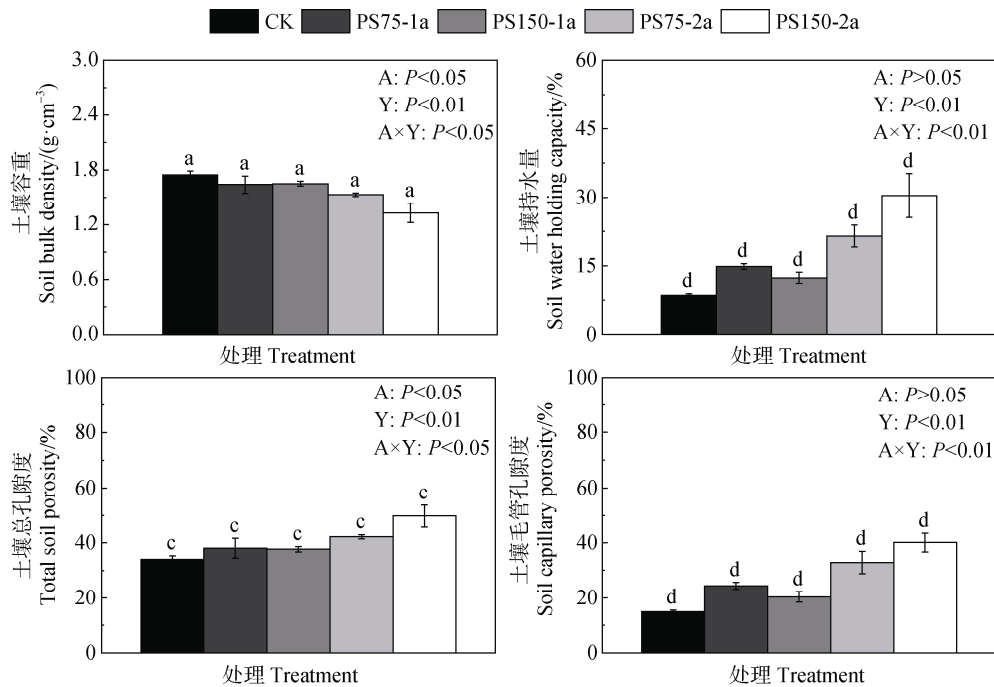 CK PS75-1a PS150-1a PS75-2a PS150-2a
土壤容重
Soil bulk density/(g·cm⁻³)
3.0
2.4
1.8
1.2
0.6
0.0
A: P<0.05
Y: P<0.01
A×Y: P<0.05
a a a a a
处理 Treatment
土壤持水量
Soil water holding capacity/%
60
45
30
15
0
A: P>0.05
Y: P<0.01
A×Y: P<0.01
d d d d d
处理 Treatment
土壤总孔隙度
Total soil porosity/%
100
80
60
40
20
0
A: P<0.05
Y: P<0.01
A×Y: P<0.05
c c c c c
处理 Treatment
土壤毛管孔隙度
Soil capillary porosity/%
100
80
60
40
20
0
A: P>0.05
Y: P<0.01
A×Y: P<0.01
d d d d d
处理 Treatment